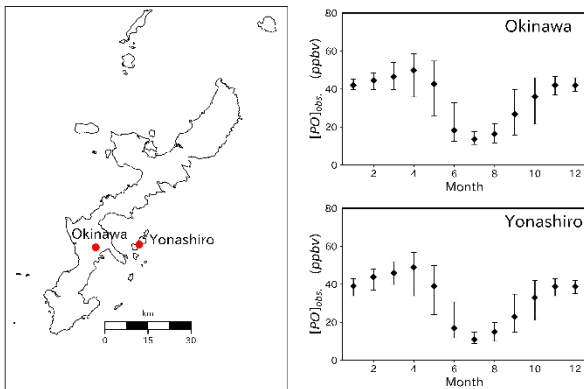 Okinawa
Yonashiro
km
0 15 30
Okinawa
[PO]obs. (ppbv)
80
60
40
20
0
2 4 6 8 10 12
Month
Yonashiro
[PO]obs. (ppbv)
80
60
40
20
0
2 4 6 8 10 12
Month